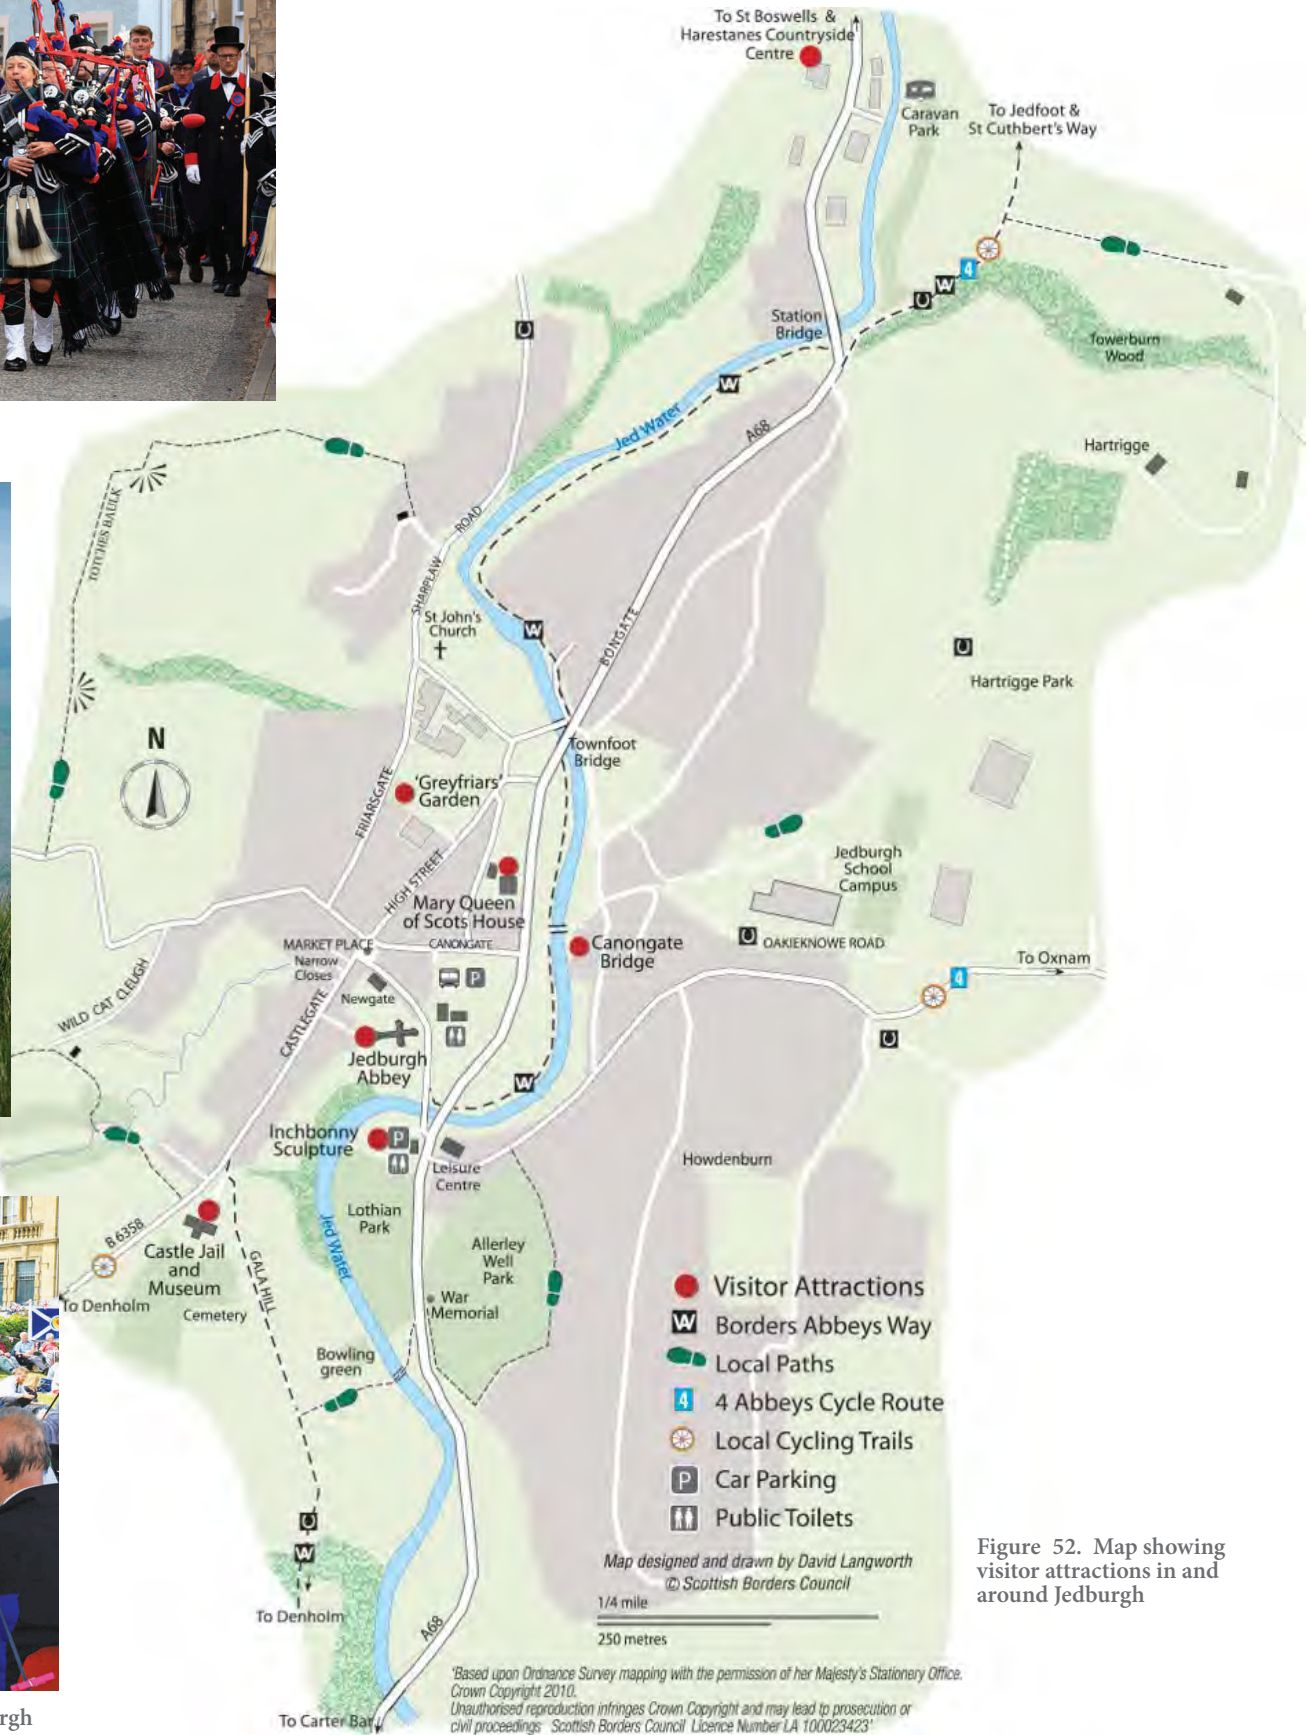 To St Boswells &
Harestanes Countryside
Centre
Caravan
Park
To Jedfoot &
St Cuthbert's Way
4
W
Station
Bridge
Towerburn
Wood
W
Jed Water
A68
Hartrigge
TOTCHES BAULK
SHARPLAW ROAD
St John's
Church
W
BONGATE
Hartrigge Park
N
Townfoot
Bridge
'Greyfriars'
Garden
FRIARSGATE
HIGH STREET
Jedburgh
School
Campus
Mary Queen
of Scots House
MARKET PLACE
CANONGATE
Canongate
Bridge
OAKIEKNOWE ROAD
Narrow
Closes
To Oxnam
4
P
Newgate
WILD CAT CLEUGH
CASTLEGATE
Jedburgh
Abbey
W
Inchbonny
Sculpture
P
Leisure
Centre
Howdenburn
Lothian
Park
Jed Water
B.6358
Castle Jail
and
Museum
GALA HILL
Allerley
Well
Park
To Denholm
Cemetery
War
Memorial
Bowling
green
Visitor Attractions
W Borders Abbeys Way
Local Paths
4 4 Abbeys Cycle Route
Local Cycling Trails
P Car Parking
Public Toilets
W
To Denholm
A68
To Carter Bar
Map designed and drawn by David Langworth
© Scottish Borders Council
1/4 mile
250 metres
'Based upon Ordnance Survey mapping with the permission of her Majesty's Stationery Office.
Crown Copyright 2010.
Unauthorised reproduction infringes Crown Copyright and may lead tp prosecution or
civil proceedings Scottish Borders Council Licence Number LA 100023423'
Figure 52. Map showing
visitor attractions in and
around Jedburgh
rgh